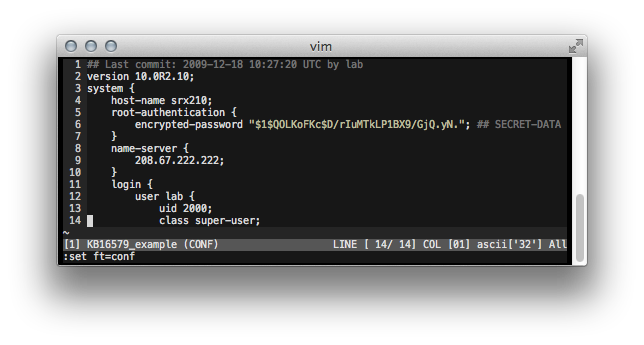 vim
1 ## Last commit: 2009-12-18 10:27:20 UTC by lab
2 version 10.0R2.10;
3 system {
4     host-name srx210;
5     root-authentication {
6         encrypted-password "$1$QOLKoFKc$D/rIuMTkLP1BX9/GjQ.yN."; ## SECRET-DATA
7     }
8     name-server {
9         208.67.222.222;
10     }
11     login {
12         user lab {
13             uid 2000;
14             class super-user;
~
[1] KB16579_example (CONF) LINE [ 14/ 14] COL [01] ascii['32'] All
:set ft=conf